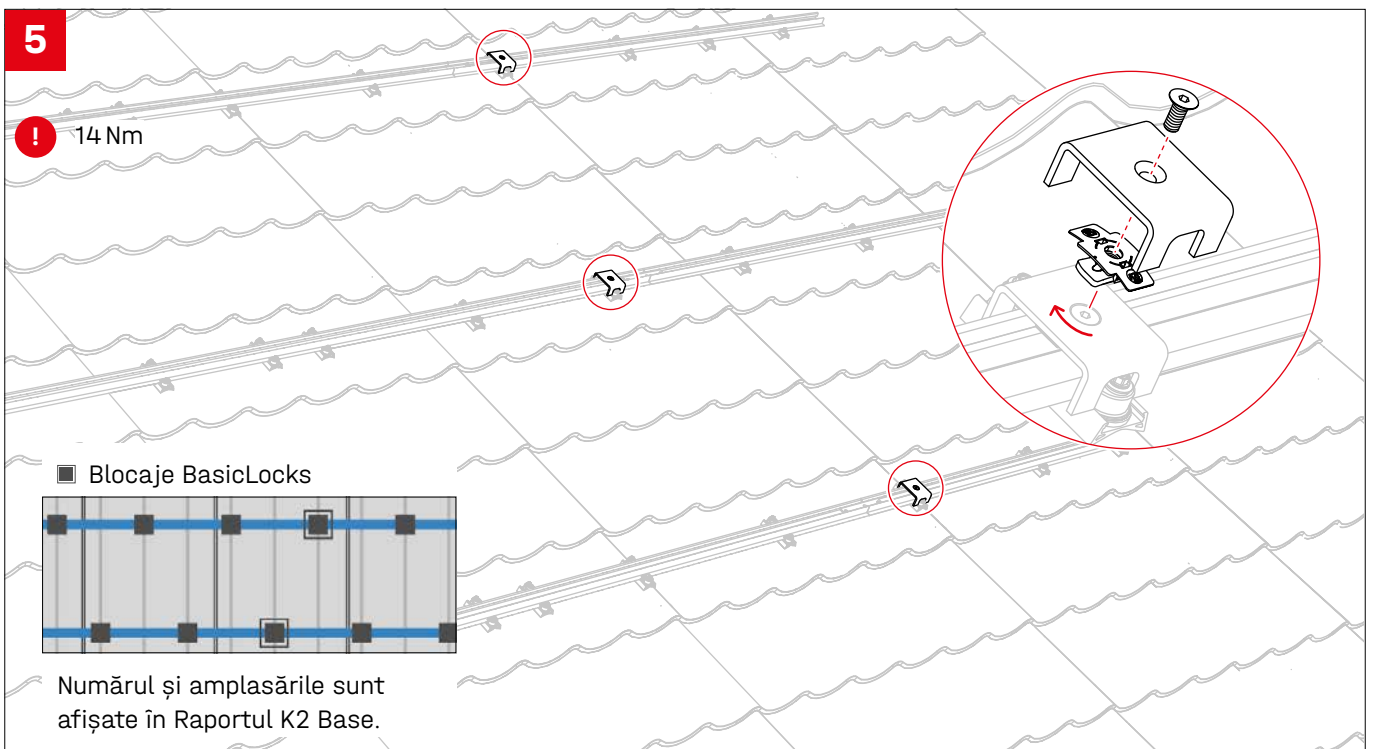 5
! 14 Nm
Blocaje BasicLocks
Numărul și amplasările sunt
afișate în Raportul K2 Base.